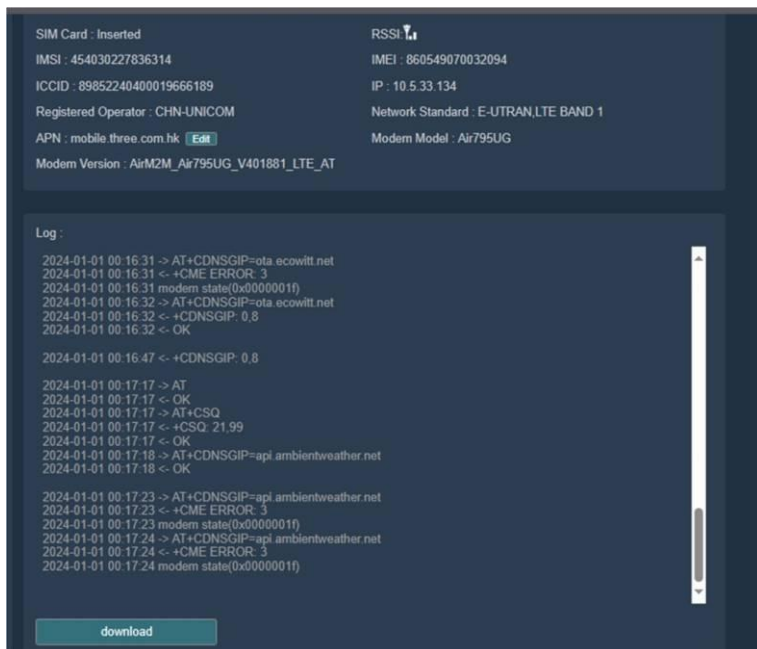 SIM Card : Inserted
RSSI:
IMSI : 454030227836314
IMEI : 860549070032094
ICCID : 89852240400019666189
IP : 10.5.33.134
Registered Operator : CHN-UNICOM
Network Standard : E-UTRAN,LTE BAND 1
APN : mobile.three.com.hk Edit
Modem Model : Air795UG
Modem Version : AirM2M_Air795UG_V401881_LTE_AT
Log :
2024-01-01 00:16:31 -> AT+CDNSGIP=ota.ecowitt.net
2024-01-01 00:16:31 <- +CME ERROR: 3
2024-01-01 00:16:31 modem state(0x0000001f)
2024-01-01 00:16:32 -> AT+CDNSGIP=ota.ecowitt.net
2024-01-01 00:16:32 <- +CDNSGIP: 0,8
2024-01-01 00:16:32 <- OK
2024-01-01 00:16:47 <- +CDNSGIP: 0,8
2024-01-01 00:17:17 -> AT
2024-01-01 00:17:17 <- OK
2024-01-01 00:17:17 -> AT+CSQ
2024-01-01 00:17:17 <- +CSQ: 21,99
2024-01-01 00:17:17 <- OK
2024-01-01 00:17:18 -> AT+CDNSGIP=api.ambientweather.net
2024-01-01 00:17:18 <- OK
2024-01-01 00:17:23 -> AT+CDNSGIP=api.ambientweather.net
2024-01-01 00:17:23 <- +CME ERROR: 3
2024-01-01 00:17:23 modem state(0x0000001f)
2024-01-01 00:17:24 -> AT+CDNSGIP=api.ambientweather.net
2024-01-01 00:17:24 <- +CME ERROR: 3
2024-01-01 00:17:24 modem state(0x0000001f)
download